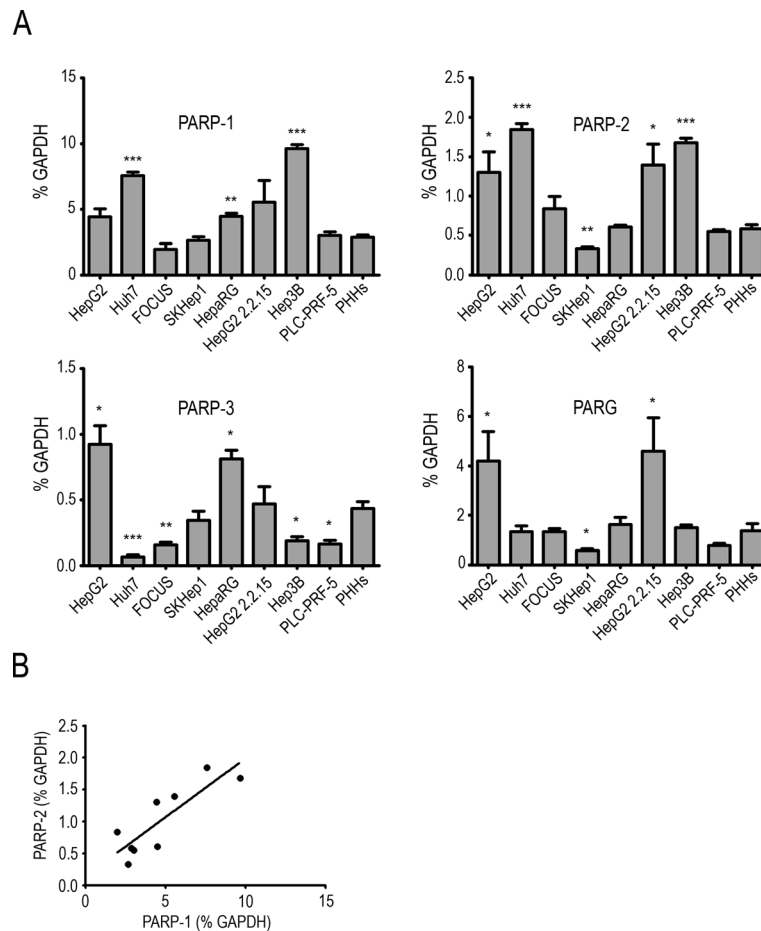 A
PARP-1
% GAPDH
15
10
5
0
***
**
***
HepG2
Huh7
FOCUS
SKHep1
HepaRG
HepG2 2.2.15
Hep3B
PLC-PRF-5
PHHs
PARP-2
% GAPDH
2.5
2.0
1.5
1.0
0.5
0.0
*
***
**
*
***
HepG2
Huh7
FOCUS
SKHep1
HepaRG
HepG2 2.2.15
Hep3B
PLC-PRF-5
PHHs
PARP-3
% GAPDH
1.5
1.0
0.5
0.0
*
***
**
*
*
*
HepG2
Huh7
FOCUS
SKHep1
HepaRG
HepG2 2.2.15
Hep3B
PLC-PRF-5
PHHs
PARG
% GAPDH
8
6
4
2
0
*
*
*
HepG2
Huh7
FOCUS
SKHep1
HepaRG
HepG2 2.2.15
Hep3B
PLC-PRF-5
PHHs
B
PARP-2 (% GAPDH)
2.5
2.0
1.5
1.0
0.5
0.0
0
5
10
15
PARP-1 (% GAPDH)